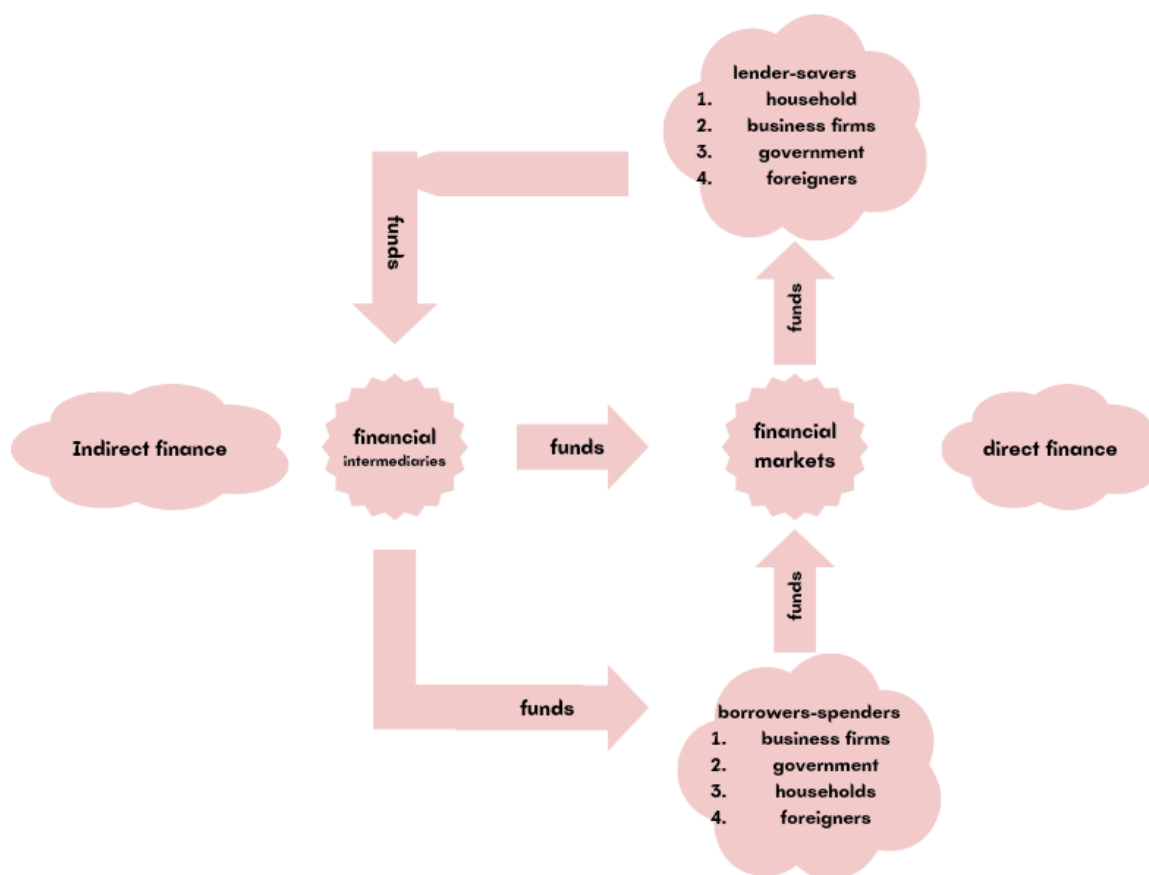 lender-savers
1. household
2. business firms
3. government
4. foreigners
funds
funds
Indirect finance
financial
intermediaries
funds
financial
markets
direct finance
funds
funds
borrowers-spenders
1. business firms
2. government
3. households
4. foreigners